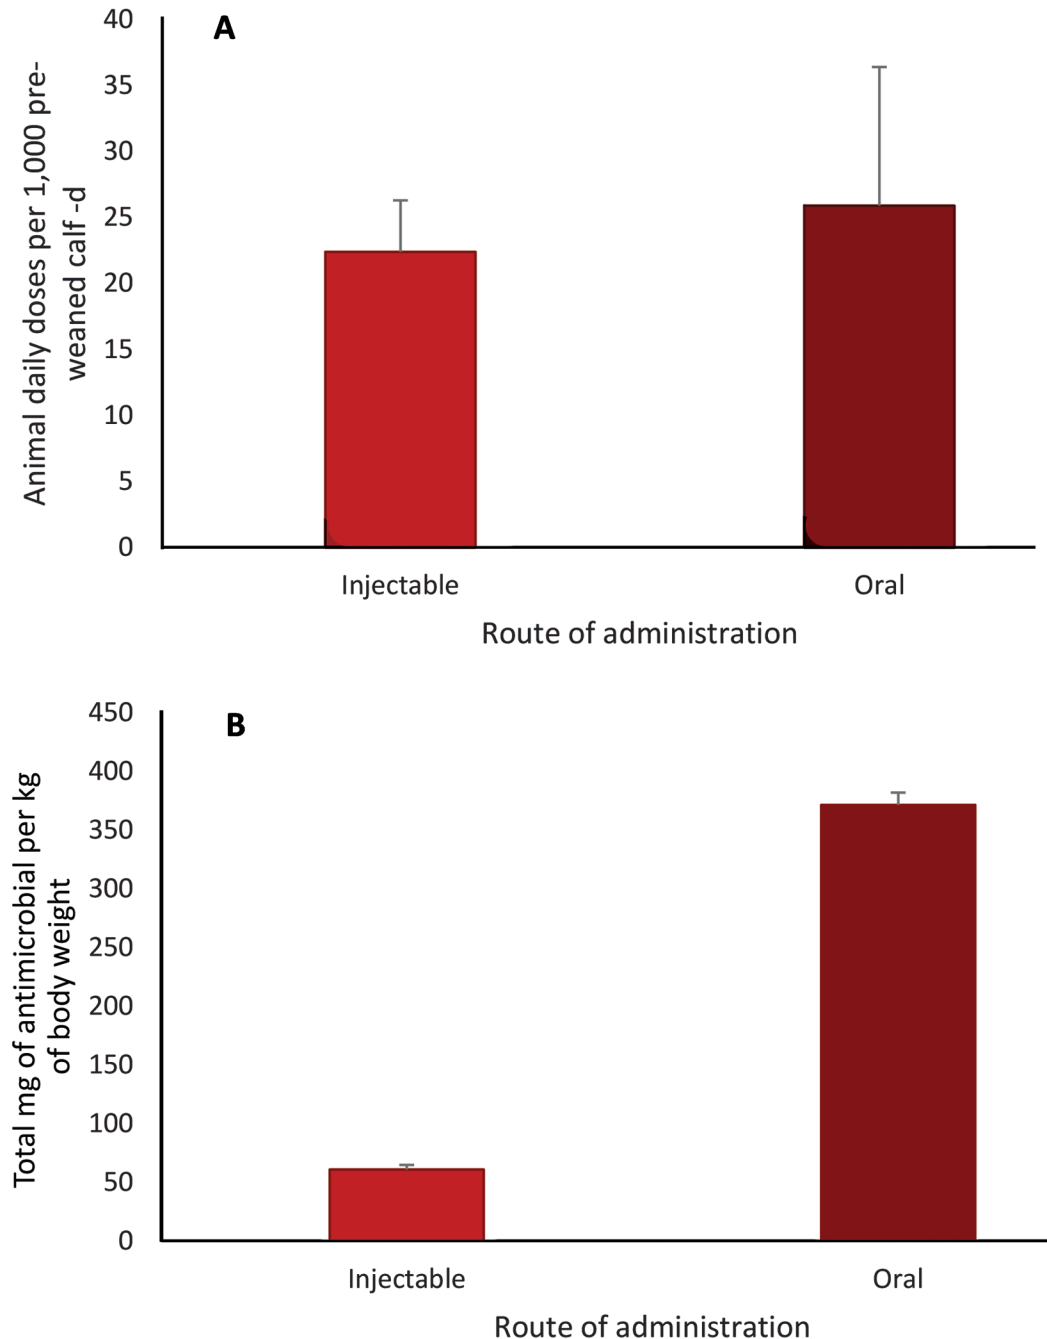 A
Animal daily doses per 1,000 pre-
weaned calf -d
40
35
30
25
20
15
10
5
0
Injectable Oral
Route of administration
B
Total mg of antimicrobial per kg
of body weight
450
400
350
300
250
200
150
100
50
0
Injectable Oral
Route of administration